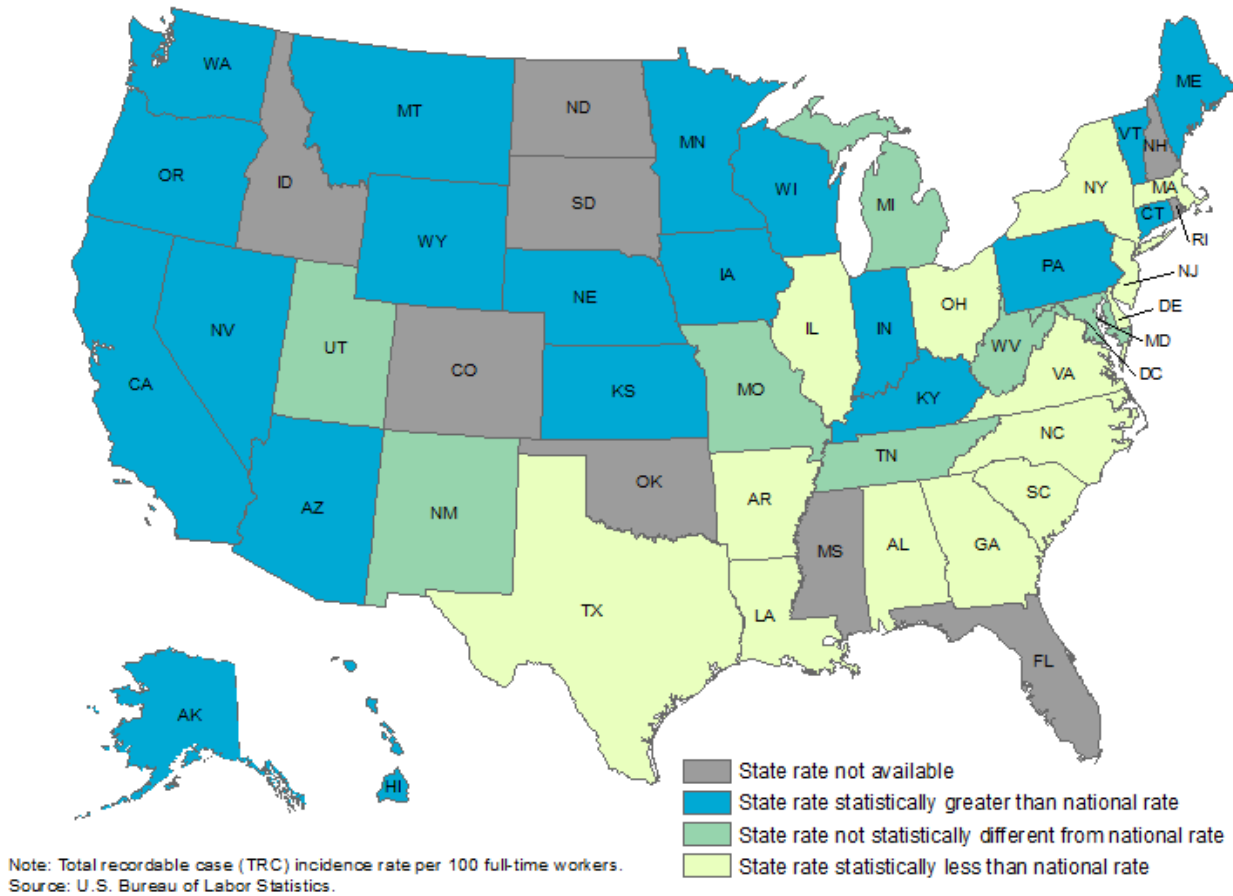 WA
MT
ND
MN
ME
VT
NH
OR
ID
SD
WI
MI
NY
MA
CT
RI
WY
IA
PA
NJ
NE
OH
DE
NV
IL
IN
MD
UT
WV
CO
VA
DC
CA
KS
MO
KY
NC
TN
OK
SC
AZ
NM
AR
MS
AL
GA
TX
LA
FL
AK
HI
State rate not available
State rate statistically greater than national rate
State rate not statistically different from national rate
State rate statistically less than national rate
Note: Total recordable case (TRC) incidence rate per 100 full-time workers.
Source: U.S. Bureau of Labor Statistics.